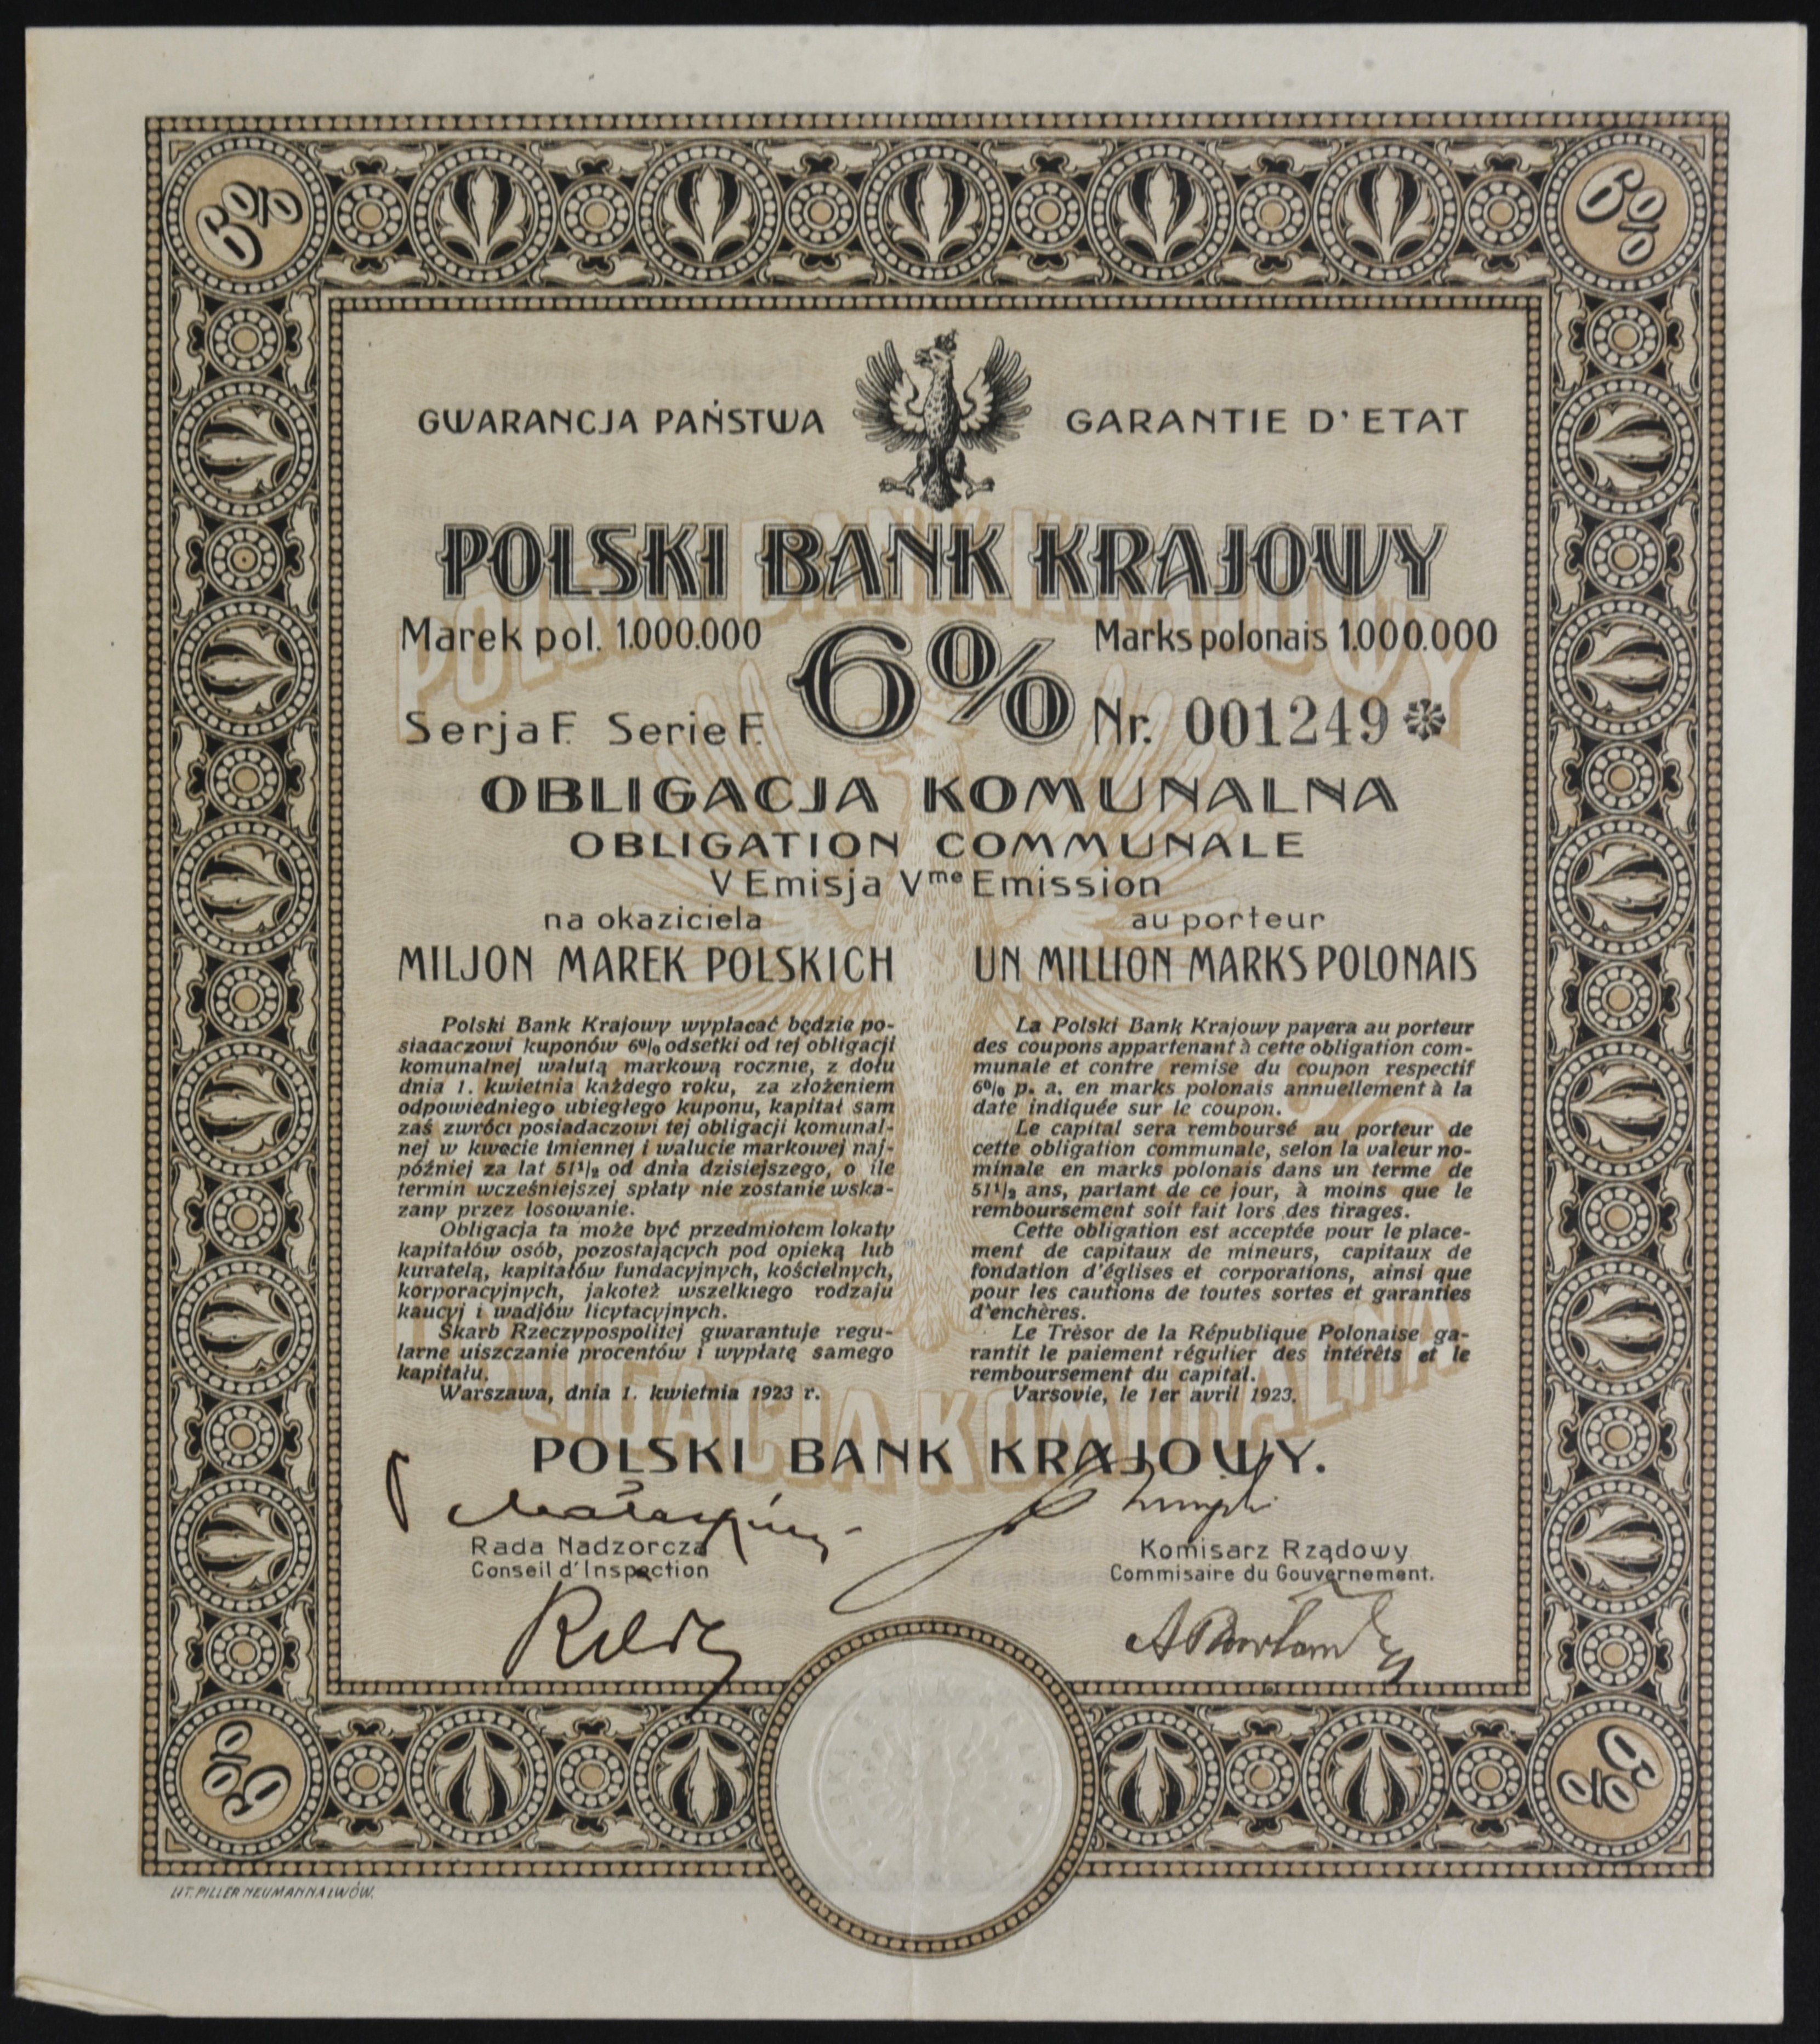 6%
6%
GWARANCJA PAŃSTWA
GARANTIE D'ETAT
POLSKI BANK KRAJOWY
Marek pol. 1.000.000
6%
Marks polonais 1.000.000
Serja F. Serie F.
Nr. 001249*
OBLIGACJA KOMUNALNA
OBLIGATION COMMUNALE
V Emisja Vme Emission
na okaziciela
MILJON MAREK POLSKICH
Polski Bank Krajowy wypłacać będzie po-
siadaczowi kuponów 6% odsetki od tej obligacji
komunalnej walutą markową rocznie, z dołu
dnia 1. kwietnia każdego roku, za złożeniem
odpowiedniego ubiegłego kuponu, kapitał sam
zaś zwróci posiadaczowi tej obligacji komunal-
nej w kwocie imiennej i walucie markowej naj-
później za lat 51 1/2 od dnia dzisiejszego, o ile
termin wcześniejszej spłaty nie zostanie wska-
zany przez losowanie.
Obligacja ta może być przedmiotem lokaty
kapitałów osób, pozostających pod opieką lub
kuratelą, kapitałów fundacyjnych, kościelnych,
korporacyjnych, jakoteż wszelkiego rodzaju
kaucyj i wadjów licytacyjnych.
Skarb Rzeczypospolitej gwarantuje regu-
larne uiszczanie procentów i wypłatę samego
kapitału.
Warszawa, dnia 1. kwietnia 1923 r.
au porteur
UN MILLION MARKS POLONAIS
La Polski Bank Krajowy payera au porteur
des coupons appartenant à cette obligation com-
munale et contre remise du coupon respectif
6% p. a. en marks polonais annuellement à la
date indiquée sur le coupon.
Le capital sera remboursé au porteur de
cette obligation communale, selon la valeur no-
minale en marks polonais dans un terme de
51 1/2 ans, partant de ce jour, à moins que le
remboursement soit fait lors des tirages.
Cette obligation est acceptée pour le place-
ment de capitaux de mineurs, capitaux de
fondation d'églises et corporations, ainsi que
pour les cautions de toutes sortes et garanties
d'enchères.
Le Trèsor de la République Polonaise ga-
rantit le paiement régulier des intérêts et le
remboursement du capital.
Varsovie, le 1er avril 1923.
POLSKI BANK KRAJOWY.
Rada Nadzorcza
Conseil d'Inspection
Komisarz Rządowy
Commisaire du Gouvernement.
6%
6%
LIT. PILLER NEUMANNA LWÓW.
POLSKI BANK KRAJOWY
OBLIGACJA KOMUNALNA